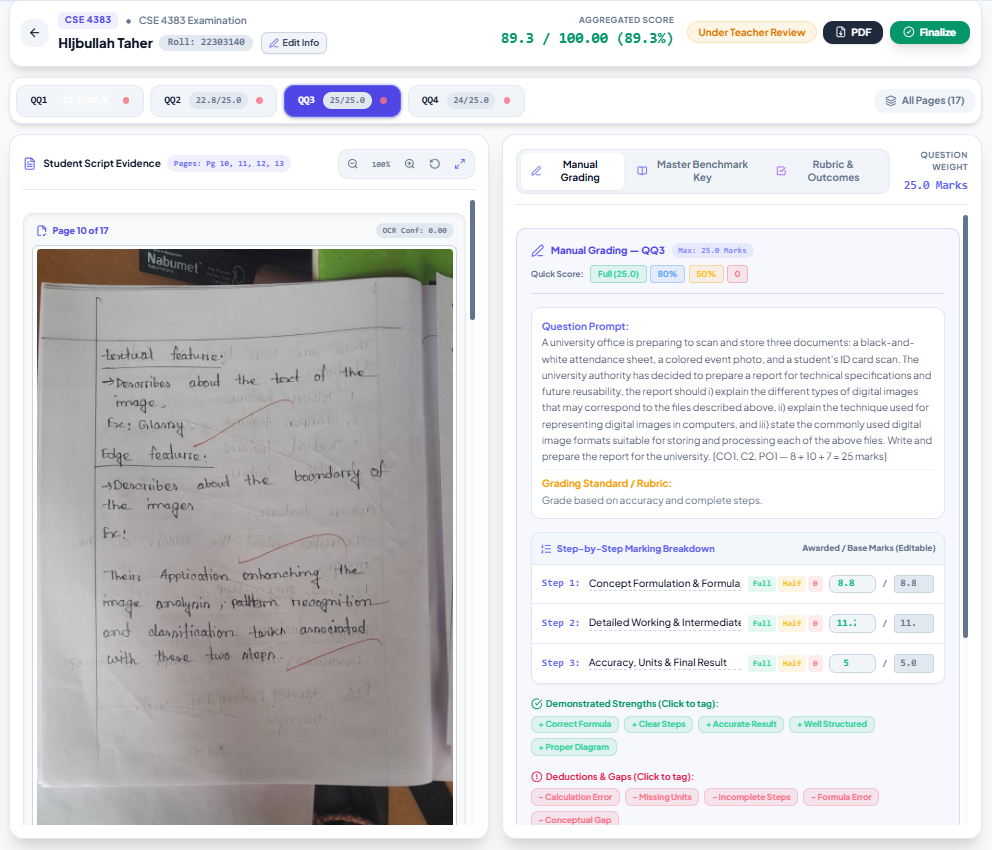 CSE 4383 • CSE 4383 Examination
HIjbullah Taher Roll: 22303140 Edit Info
AGGREGATED SCORE
89.3 / 100.00 (89.3%)
Under Teacher Review PDF Finalize
QQ1 QQ2 22.8/25.0 QQ3 25/25.0 QQ4 24/25.0 All Pages (17)
Student Script Evidence Pages: Pg 10, 11, 12, 13 100%
Page 10 of 17 OCR Conf: 0.00
Nabumet
textual feature:
→Describes about the text of the
image.
Ex:
Edge feature:
→Describes about the boundary of
the images.
Ex:
Their Application enhanching the
image analysis, pattern recognition
and classification tasks associated
with these two steps.
Manual Grading
Master Benchmark Key
Rubric & Outcomes
QUESTION WEIGHT
25.0 Marks
Manual Grading — QQ3 Max: 25.0 Marks
Quick Score: Full (25.0) 80% 50% 0
Question Prompt:
A university office is preparing to scan and store three documents: a black-and-
white attendance sheet, a colored event photo, and a student's ID card scan. The
university authority has decided to prepare a report for technical specifications and
future reusability, the report should i) explain the different types of digital images
that may correspond to the files described above, ii) explain the technique used for
representing digital images in computers, and iii) state the commonly used digital
image formats suitable for storing and processing each of the above files. Write and
prepare the report for the university. [CO1, C2, PO1 — 8 + 10 + 7 = 25 marks]
Grading Standard / Rubric:
Grade based on accuracy and complete steps.
Step-by-Step Marking Breakdown Awarded / Base Marks (Editable)
Step 1: Concept Formulation & Formula Full Half 0 8.8 / 8.8
Step 2: Detailed Working & Intermediate Full Half 0 11. / 11.
Step 3: Accuracy, Units & Final Result Full Half 0 5 / 5.0
Demonstrated Strengths (Click to tag):
+ Correct Formula + Clear Steps + Accurate Result + Well Structured
+ Proper Diagram
Deductions & Gaps (Click to tag):
− Calculation Error − Missing Units − Incomplete Steps − Formula Error
− Conceptual Gap